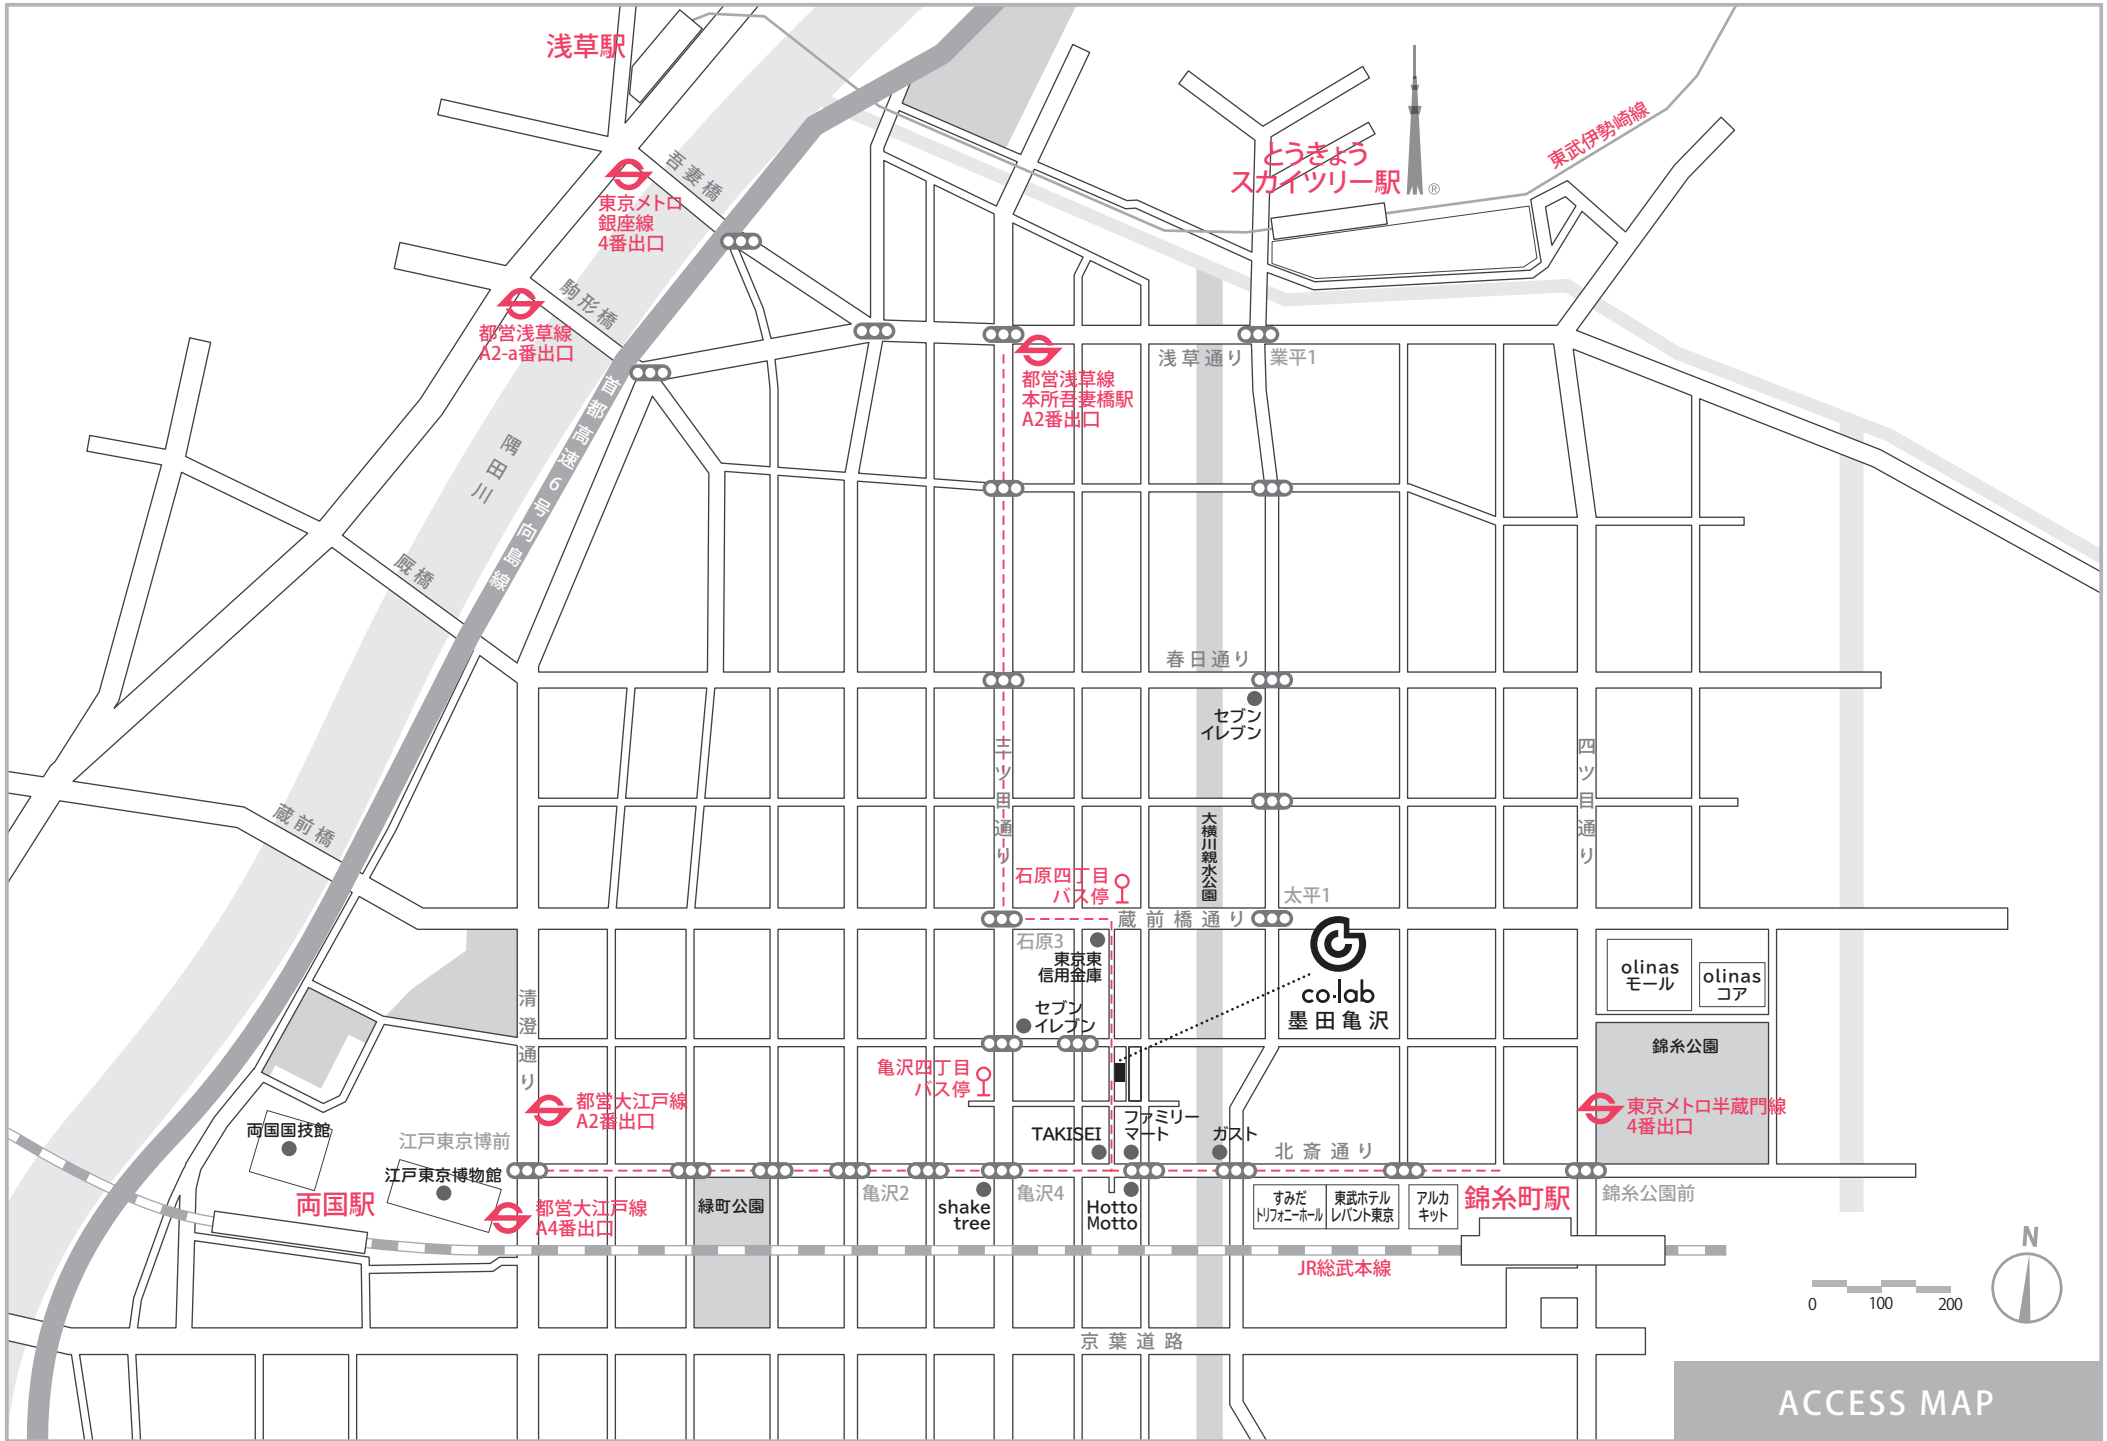 浅草駅
吾妻橋
東京メトロ
銀座線
4番出口
とうきょう
スカイツリー駅
®
東武伊勢崎線
駒形橋
都営浅草線
A2-a番出口
首都高速6号向島線
都営浅草線
本所吾妻橋駅
A2番出口
浅草通り
業平1
隅田川
厩橋
春日通り
セブン
イレブン
三ツ目通り
四ツ目通り
蔵前橋
大横川親水公園
石原四丁目
バス停
太平1
蔵前橋通り
石原3
東京東
信用金庫
co-lab
墨田亀沢
olinas
モール
olinas
コア
清澄通り
セブン
イレブン
錦糸公園
亀沢四丁目
バス停
都営大江戸線
A2番出口
東京メトロ半蔵門線
4番出口
両国国技館
江戸東京博前
TAKISEI
ファミリー
マート
ガスト
北斎通り
江戸東京博物館
両国駅
都営大江戸線
A4番出口
緑町公園
亀沢2
shake
tree
亀沢4
Hotto
Motto
すみだ
トリフォニーホール
東武ホテル
レバント東京
アルカ
キット
錦糸町駅
錦糸公園前
JR総武本線
N
0 100 200
京葉道路
ACCESS MAP